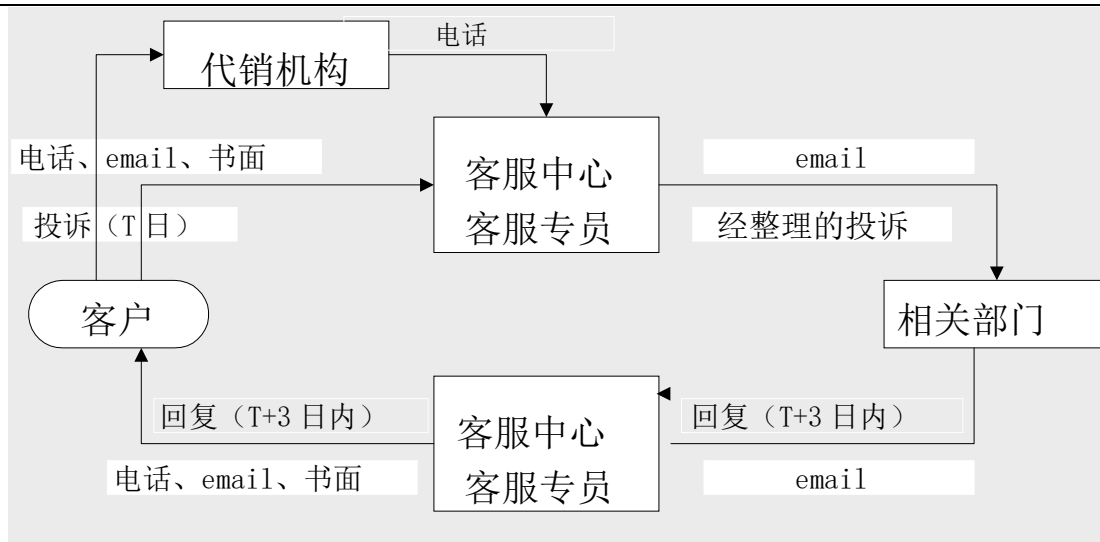 电话
代销机构
电话、email、书面
客服中心
客服专员
email
投诉（T 日）
经整理的投诉
客户
相关部门
回复（T+3 日内）
客服中心
客服专员
回复（T+3 日内）
电话、email、书面
email